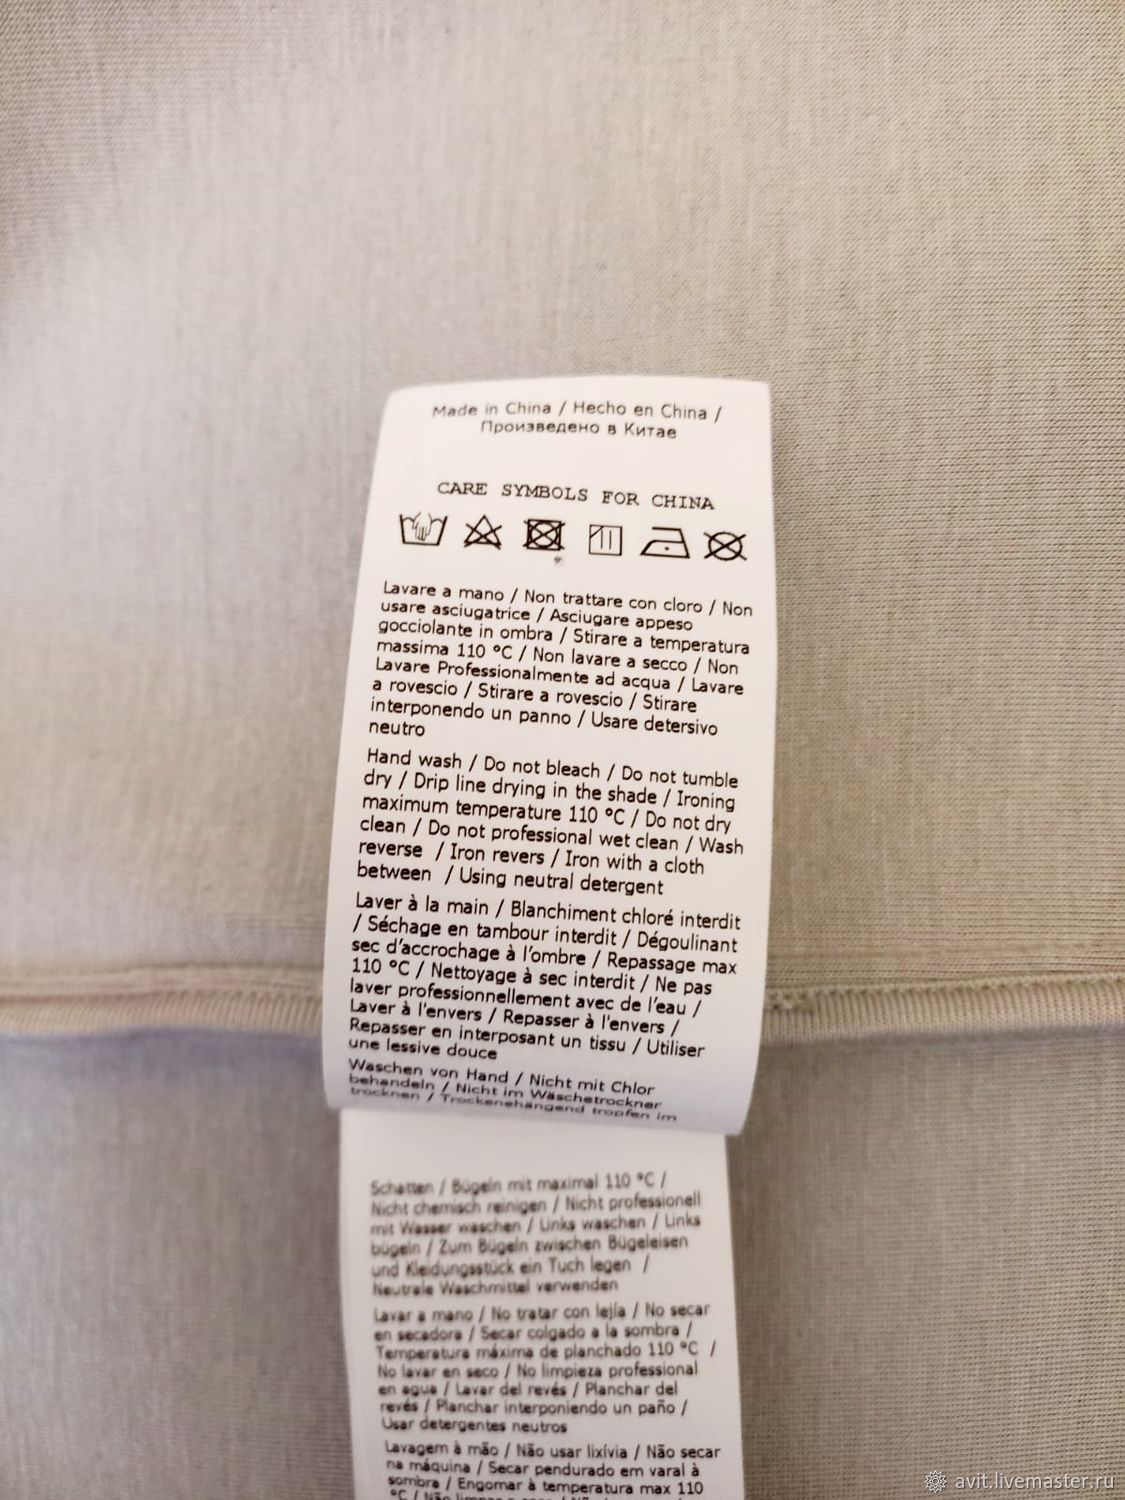 Made in China / Hecho en China /
Произведено в Китае
CARE SYMBOLS FOR CHINA
Lavare a mano / Non trattare con cloro / Non
usare asciugatrice / Asciugare appeso
gocciolante in ombra / Stirare a temperatura
massima 110 °C / Non lavare a secco / Non
Lavare Professionalmente ad acqua / Lavare
a rovescio / Stirare a rovescio / Stirare
interponendo un panno / Usare detersivo
neutro
Hand wash / Do not bleach / Do not tumble
dry / Drip line drying in the shade / Ironing
maximum temperature 110 °C / Do not dry
clean / Do not professional wet clean / Wash
reverse / Iron revers / Iron with a cloth
between / Using neutral detergent
Laver à la main / Blanchiment chloré interdit
/ Séchage en tambour interdit / Dégoulinant
sec d'accrochage à l'ombre / Repassage max
110 °C / Nettoyage à sec interdit / Ne pas
laver professionnellement avec de l'eau /
Laver à l'envers / Repasser à l'envers /
Repasser en interposant un tissu / Utiliser
une lessive douce
Waschen von Hand / Nicht mit Chlor
behandeln / Nicht im Wäschetrockner
trocknen / Trockenehängend tropfen im
Schatten / Bügeln mit maximal 110 °C /
Nicht chemisch reinigen / Nicht professionell
mit Wasser waschen / Links waschen / Links
bügeln / Zum Bügeln zwischen Bügeleisen
und Kleidungsstück ein Tuch legen /
Neutrale Waschmittel verwenden
Lavar a mano / No tratar con lejía / No secar
en secadora / Secar colgado a la sombra /
Temperatura máxima de planchado 110 °C /
No lavar en seco / No limpieza professional
en agua / Lavar del revés / Planchar del
revés / Planchar interponiendo un paño /
Usar detergentes neutros
Lavagem à mão / Não usar lixívia / Não secar
na máquina / Secar pendurado em varal à
sombra / Engomar à temperatura max 110
°C / Não
avit.livemaster.ru